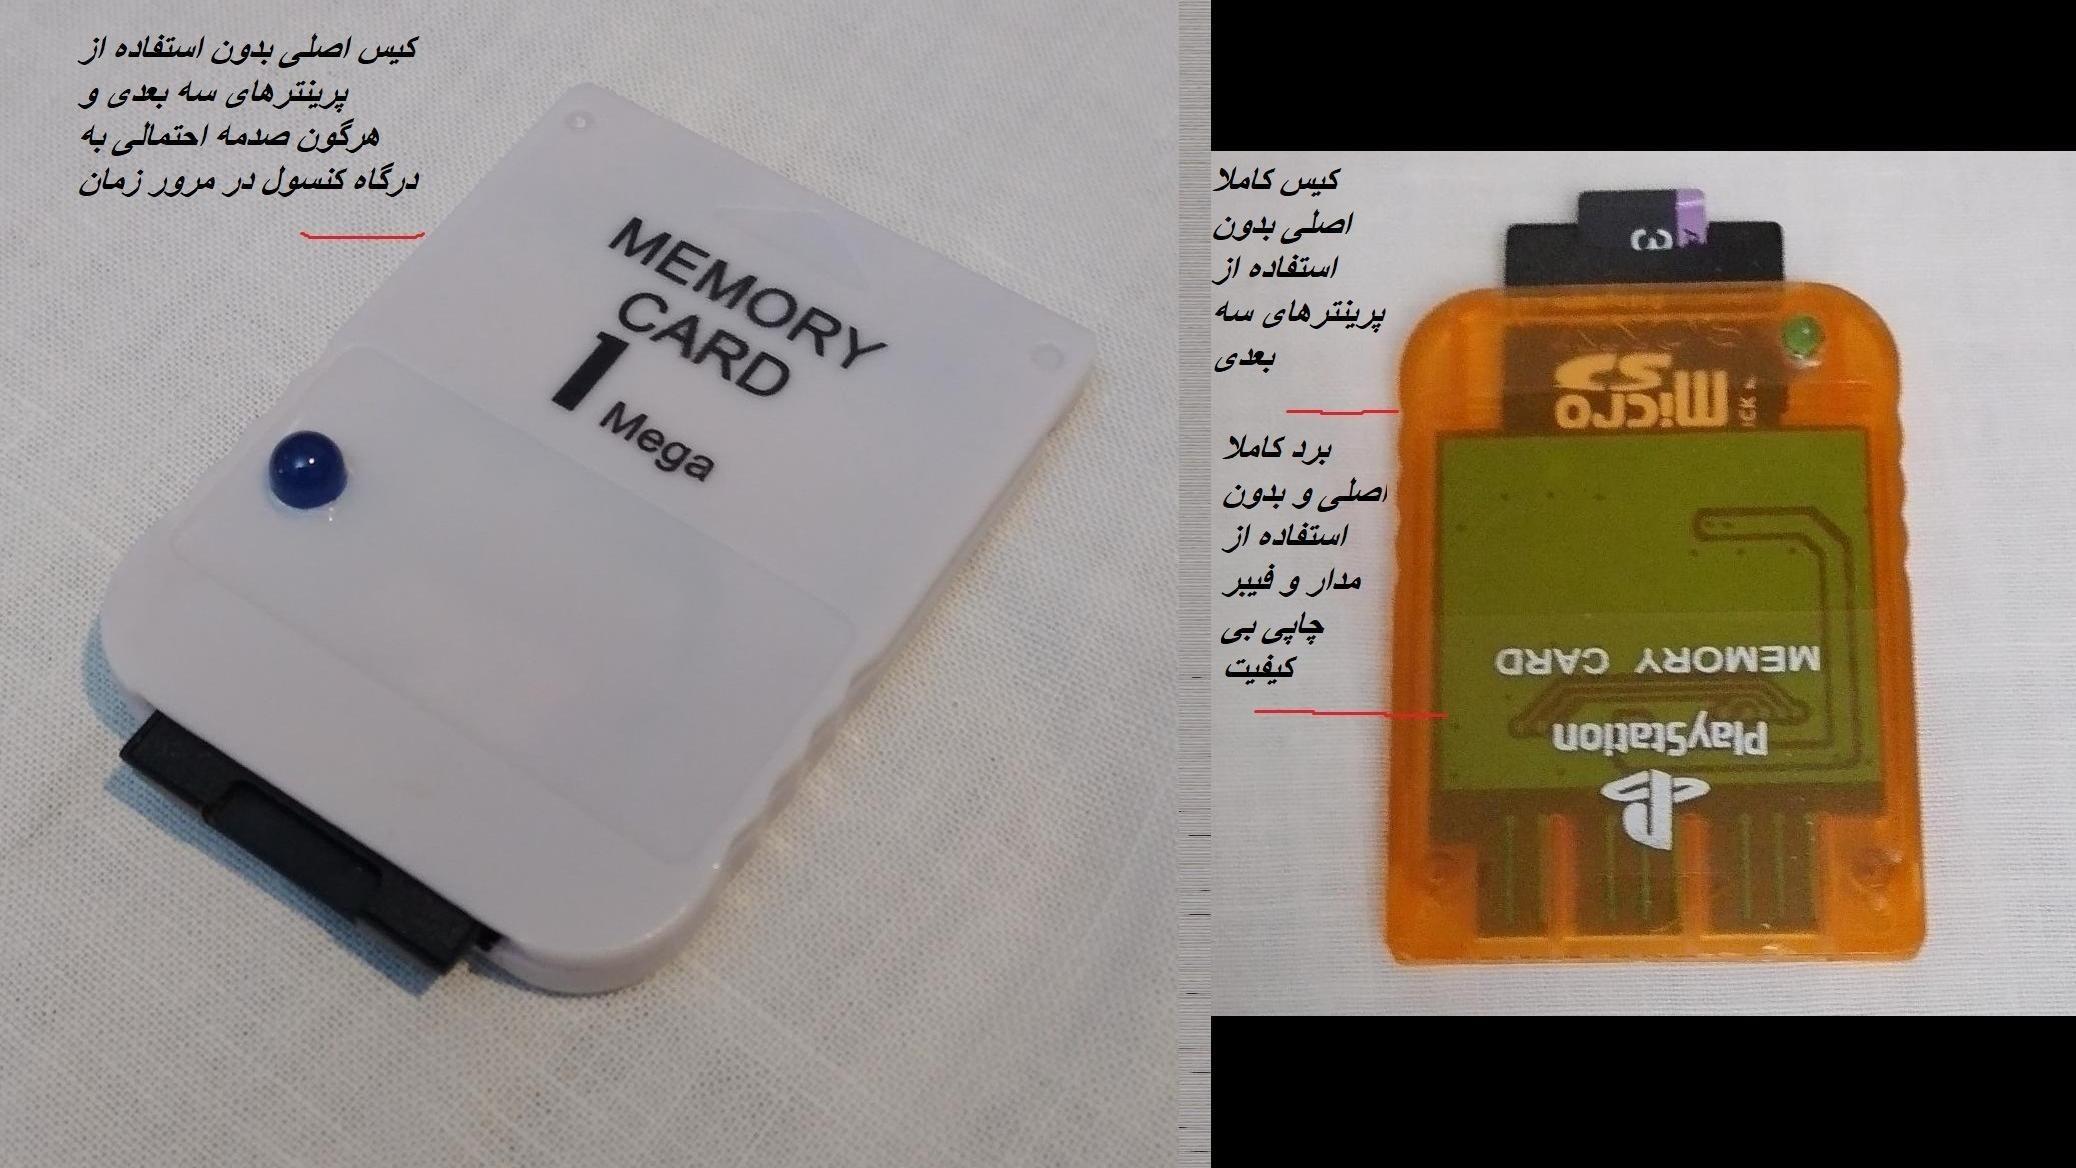 کیس اصلی بدون استفاده از
پرینترهای سه بعدی و
هرگون صدمه احتمالی به
درگاه کنسول در مرور زمان
MEMORY
CARD
1
Mega
کیس کاملا
اصلی بدون
استفاده از
پرینترهای سه
بعدی
برد کاملا
اصلی و بدون
استفاده از
مدار و فیبر
چاپی بی
کیفیت
3
micro
MEMORY CARD
PlayStation